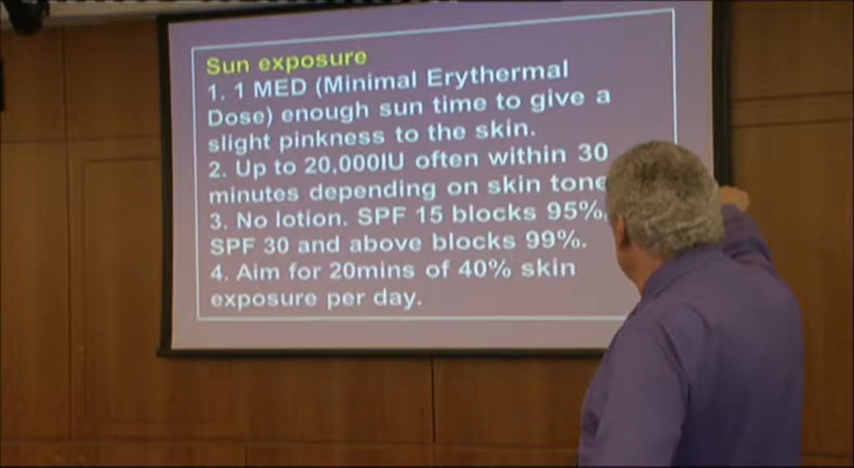 Sun exposure
1. 1 MED (Minimal Erythermal
Dose) enough sun time to give a
slight pinkness to the skin.
2. Up to 20,000IU often within 30
minutes depending on skin tone
3. No lotion. SPF 15 blocks 95%,
SPF 30 and above blocks 99%.
4. Aim for 20mins of 40% skin
exposure per day.